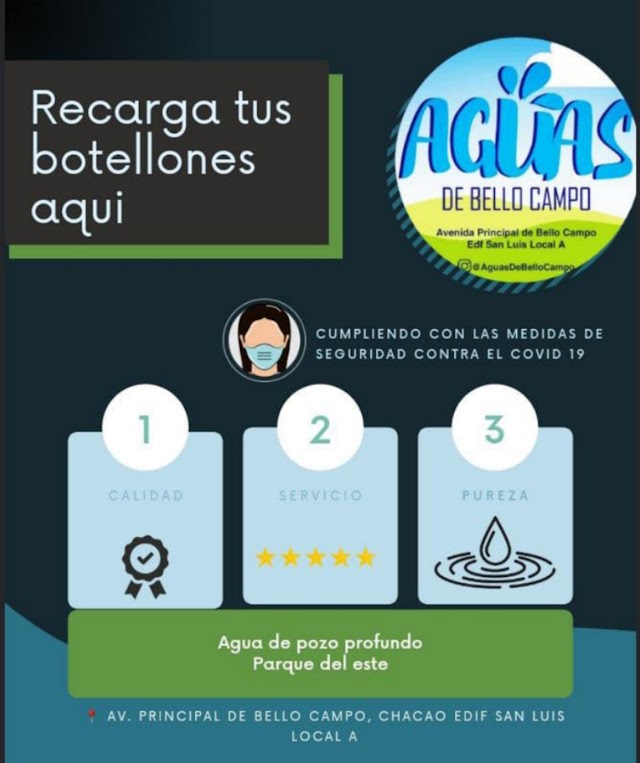 Recarga tus
botellones
aqui
AGUAS
DE BELLO CAMPO
Avenida Principal de Bello Campo
Edf San Luis Local A
@AguasDeBelloCampo
CUMPLIENDO CON LAS MEDIDAS DE
SEGURIDAD CONTRA EL COVID 19
1
CALIDAD
2
SERVICIO
3
PUREZA
Agua de pozo profundo
Parque del este
AV. PRINCIPAL DE BELLO CAMPO, CHACAO EDIF SAN LUIS
LOCAL A